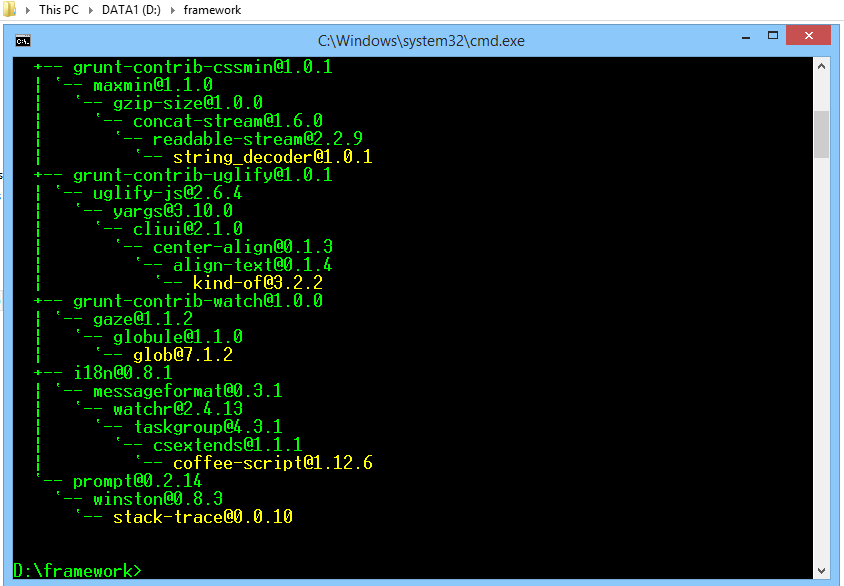 This PC DATA1 (D:) framework
C:\Windows\system32\cmd.exe
+-- grunt-contrib-cssmin@1.0.1
| `-- maxmin@1.1.0
|   `-- gzip-size@1.0.0
|     `-- concat-stream@1.6.0
|       `-- readable-stream@2.2.9
|         `-- string_decoder@1.0.1
+-- grunt-contrib-uglify@1.0.1
| `-- uglify-js@2.6.4
|   `-- yargs@3.10.0
|     `-- cliui@2.1.0
|       `-- center-align@0.1.3
|         `-- align-text@0.1.4
|           `-- kind-of@3.2.2
+-- grunt-contrib-watch@1.0.0
| `-- gaze@1.1.2
|   `-- globule@1.1.0
|     `-- glob@7.1.2
+-- i18n@0.8.1
| `-- messageformat@0.3.1
|   `-- watchr@2.4.13
|     `-- taskgroup@4.3.1
|       `-- csextends@1.1.1
|         `-- coffee-script@1.12.6
`-- prompt@0.2.14
  `-- winston@0.8.3
    `-- stack-trace@0.0.10
D:\framework>